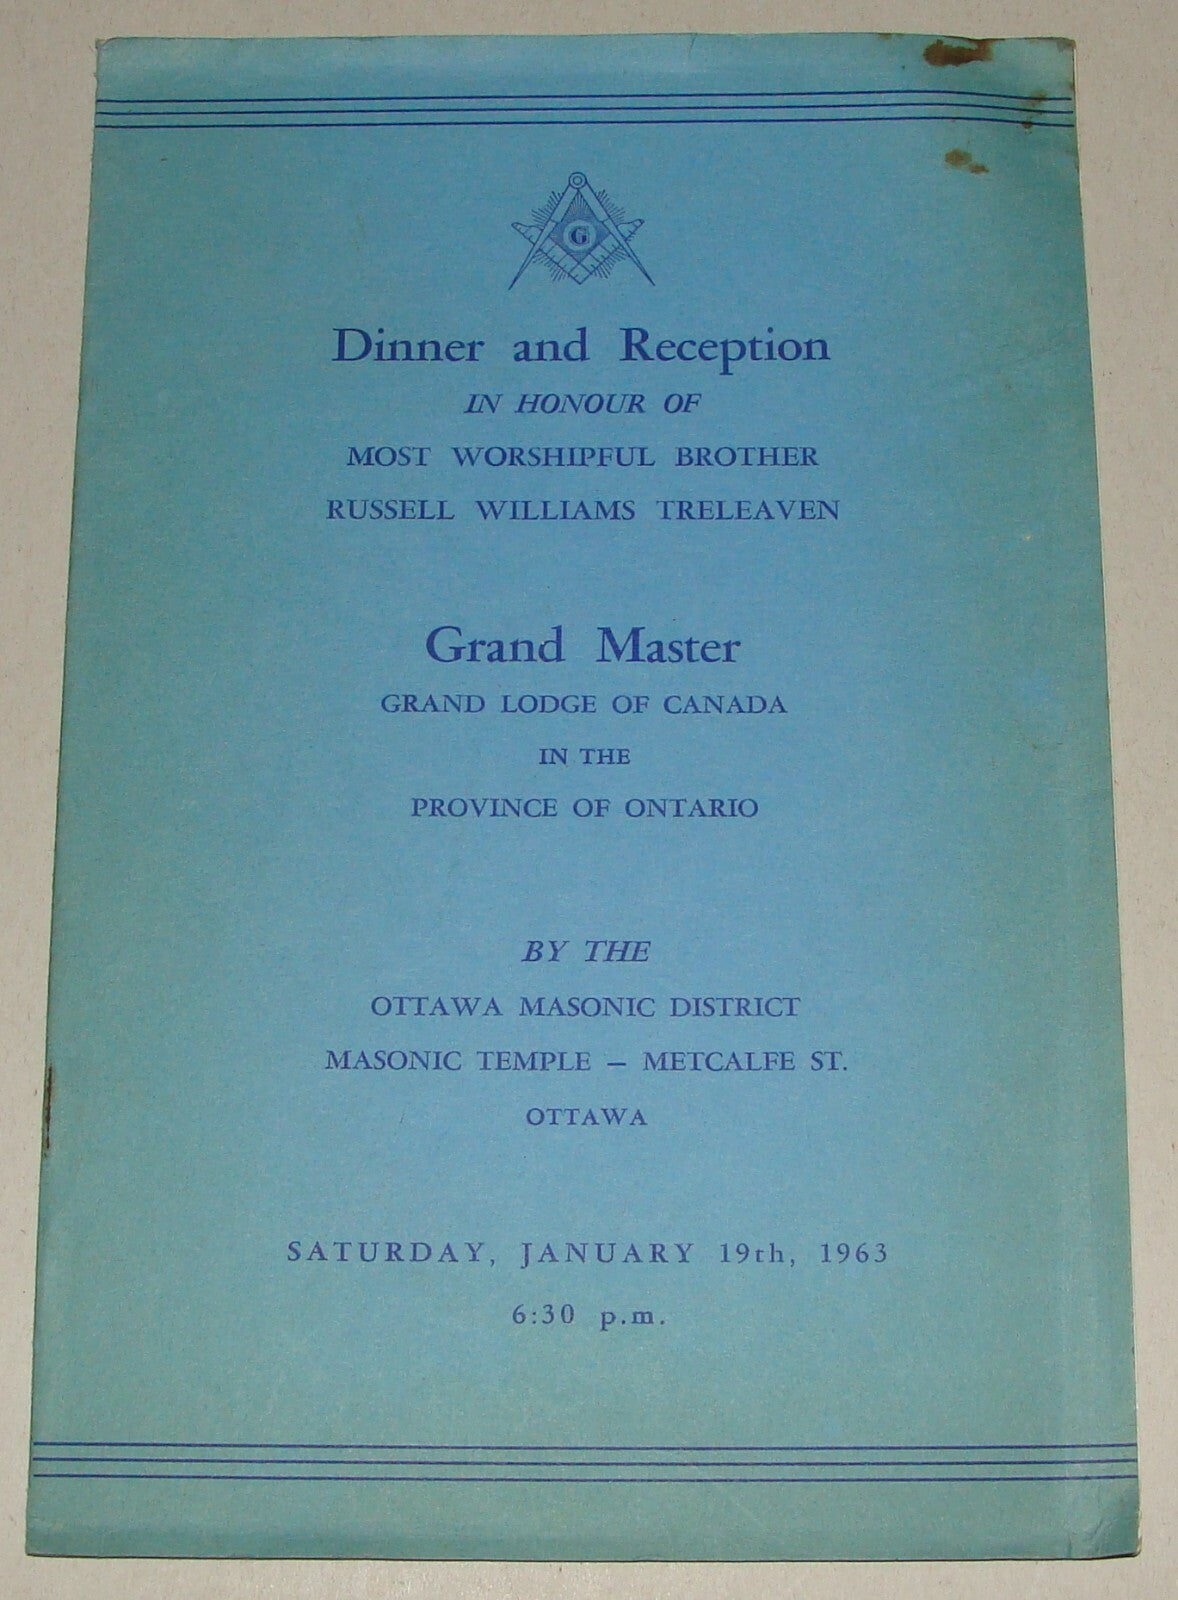 G
Dinner and Reception
IN HONOUR OF
MOST WORSHIPFUL BROTHER
RUSSELL WILLIAMS TRELEAVEN
Grand Master
GRAND LODGE OF CANADA
IN THE
PROVINCE OF ONTARIO
BY THE
OTTAWA MASONIC DISTRICT
MASONIC TEMPLE – METCALFE ST.
OTTAWA
SATURDAY, JANUARY 19th, 1963
6:30 p.m.